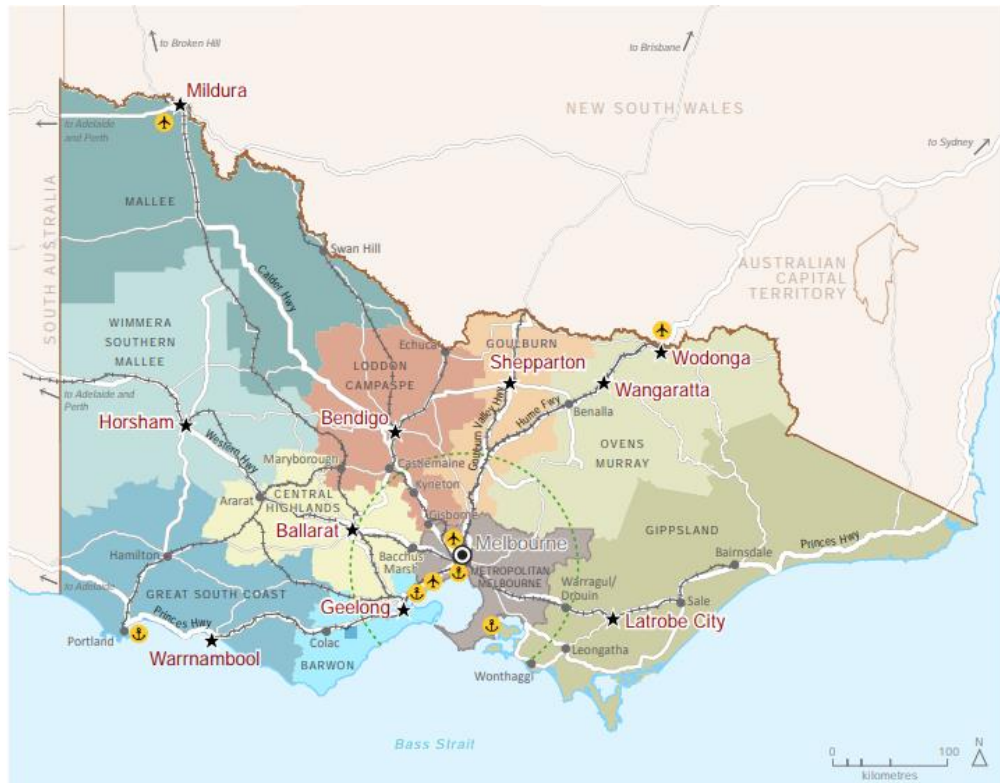 to Broken Hill
to Brisbane
Mildura
NEW SOUTH WALES
to Adelaide
and Perth
to Sydney
SOUTH AUSTRALIA
MALLEE
Swan Hill
AUSTRALIAN
CAPITAL
TERRITORY
Calder Hwy
WIMMERA
SOUTHERN
MALLEE
Echuca
GOULBURN
LODDON
CAMPASPE
Shepparton
Wodonga
Wangaratta
to Adelaide and
Perth
Horsham
Bendigo
Goulburn Valley Hwy
Hume Fwy
Benalla
OVENS
MURRAY
Western Hwy
Maryborough
Castlemaine
Kyneton
Ararat
CENTRAL
HIGHLANDS
Gisborne
Ballarat
Melbourne
GIPPSLAND
Princes Hwy
Hamilton
Bacchus
Marsh
METROPOLITAN
MELBOURNE
Bairnsdale
to Adelaide
GREAT SOUTH COAST
Geelong
Warragul/
Drouin
Sale
Princes Hwy
Latrobe City
Portland
Warrnambool
Colac
BARWON
Leongatha
Wonthaggi
Bass Strait
0 100
kilometres
N